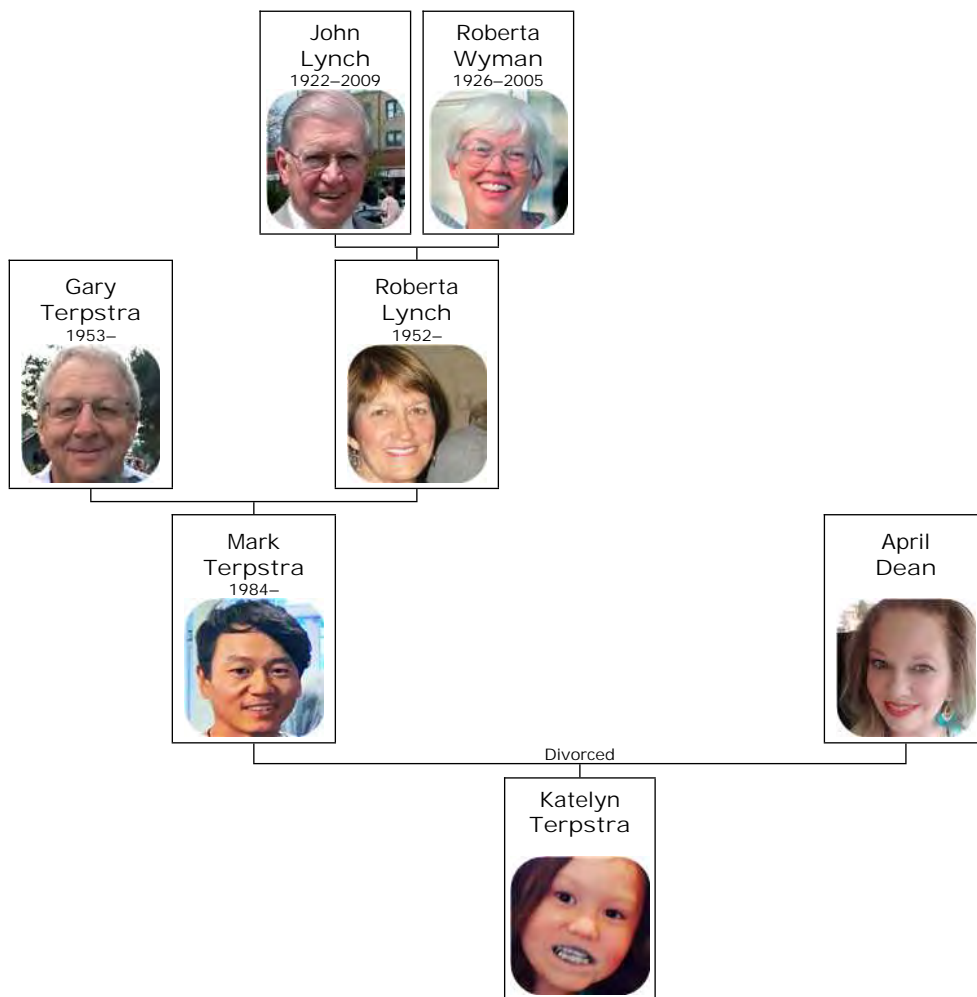 John
Lynch
1922–2009
Roberta
Wyman
1926–2005
Gary
Terpstra
1953–
Roberta
Lynch
1952–
Mark
Terpstra
1984–
April
Dean
Divorced
Katelyn
Terpstra